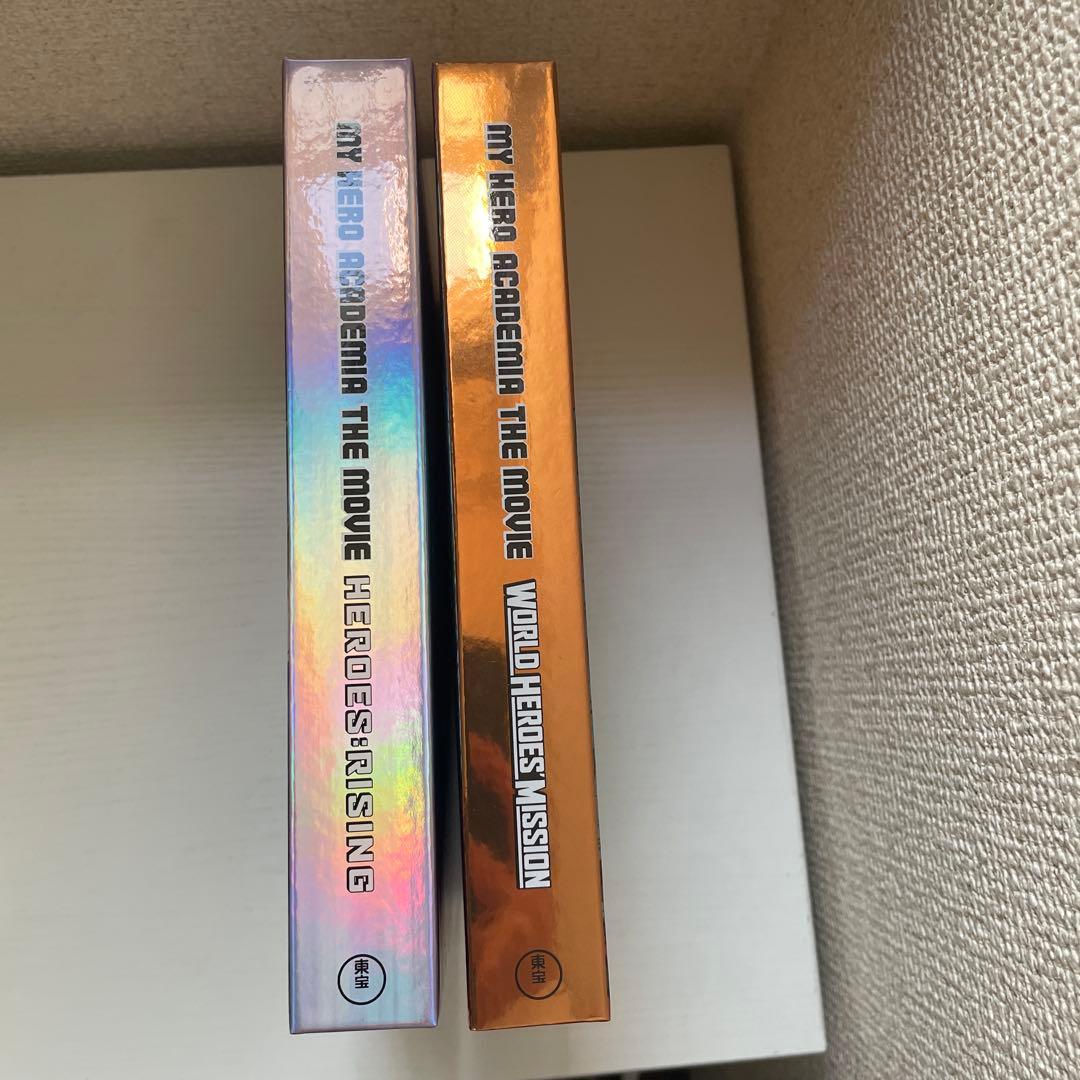 MY HERO ACADEMIA THE MOVIE HEROES:RISING
東宝
MY HERO ACADEMIA THE MOVIE WORLD HEROES' MISSION
東宝